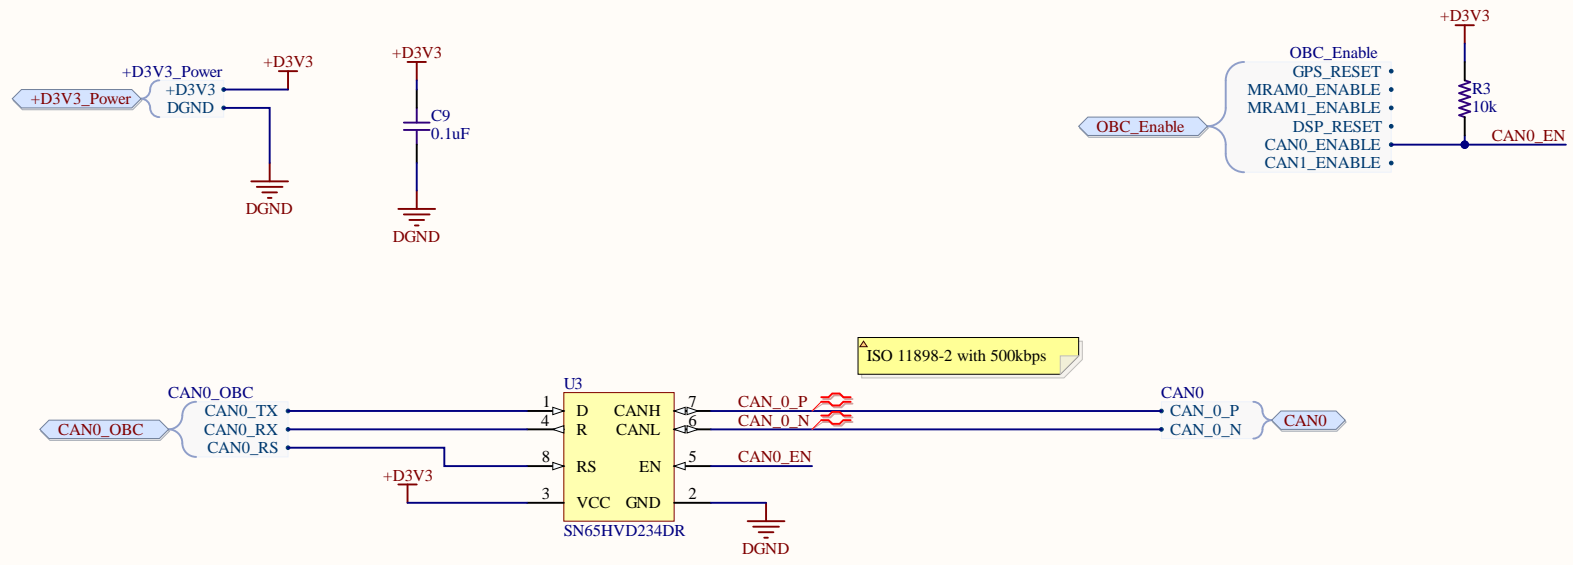 +D3V3_Power
+D3V3_Power
+D3V3
DGND
+D3V3
DGND
+D3V3
C9
0.1uF
DGND
OBC_Enable
OBC_Enable
GPS_RESET
MRAM0_ENABLE
MRAM1_ENABLE
DSP_RESET
CAN0_ENABLE
CAN1_ENABLE
+D3V3
R3
10k
CAN0_EN
ISO 11898-2 with 500kbps
CAN0_OBC
CAN0_OBC
CAN0_TX
CAN0_RX
CAN0_RS
+D3V3
U3
1 D CANH 7
4 R CANL 6
8 RS EN 5
3 VCC GND 2
SN65HVD234DR
CAN_0_P
CAN_0_N
CAN0_EN
DGND
CAN0
CAN_0_P
CAN_0_N
CAN0